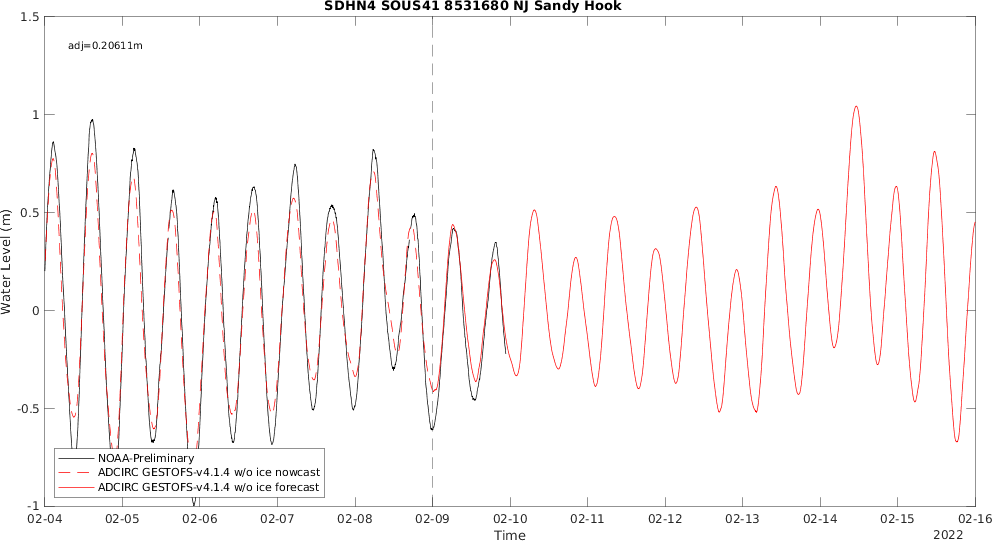 SDHN4 SOUS41 8531680 NJ Sandy Hook
adj=0.20611m
Water Level (m)
1.5
1
0.5
0
-0.5
-1
NOAA-Preliminary
ADCIRC GESTOFS-v4.1.4 w/o ice nowcast
ADCIRC GESTOFS-v4.1.4 w/o ice forecast
02-04 02-05 02-06 02-07 02-08 02-09 02-10 02-11 02-12 02-13 02-14 02-15 02-16
Time
2022